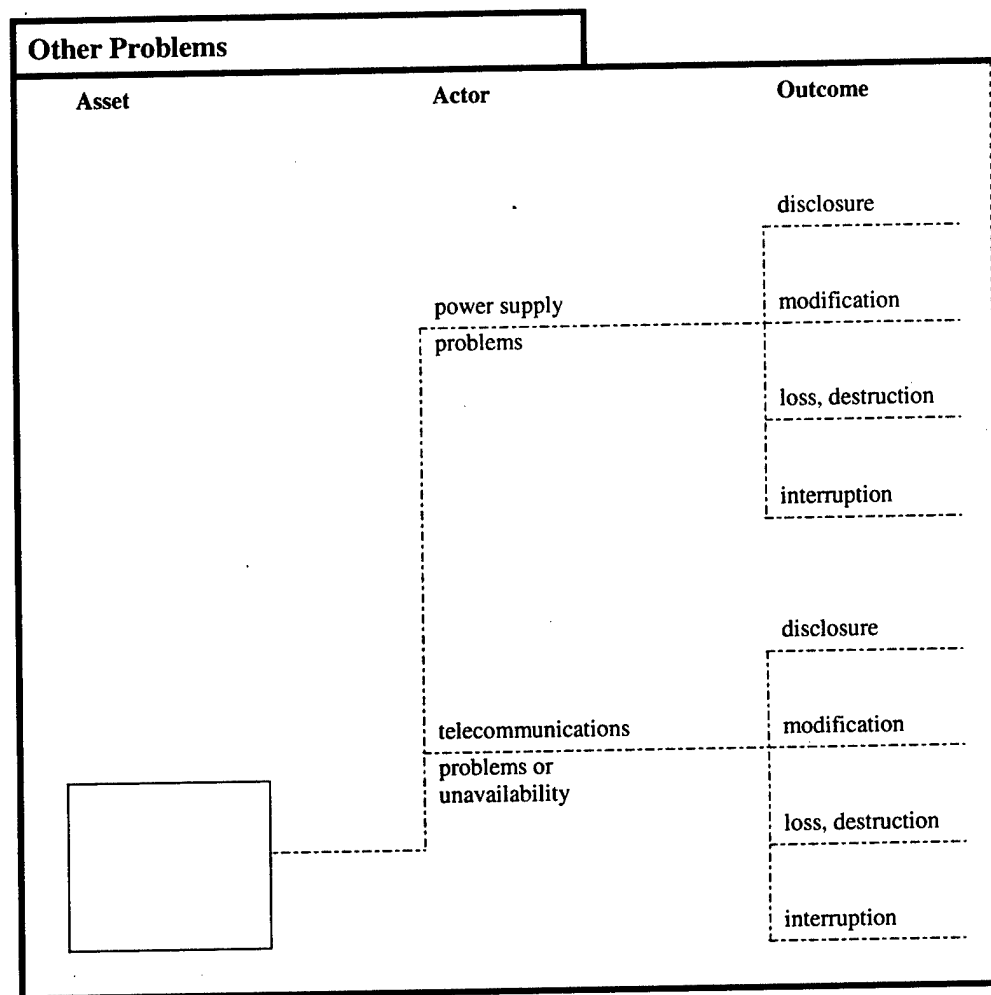 Other Problems
Asset Actor Outcome
disclosure
power supply modification
problems
loss, destruction
interruption
disclosure
telecommunications modification
problems or
unavailability
loss, destruction
interruption